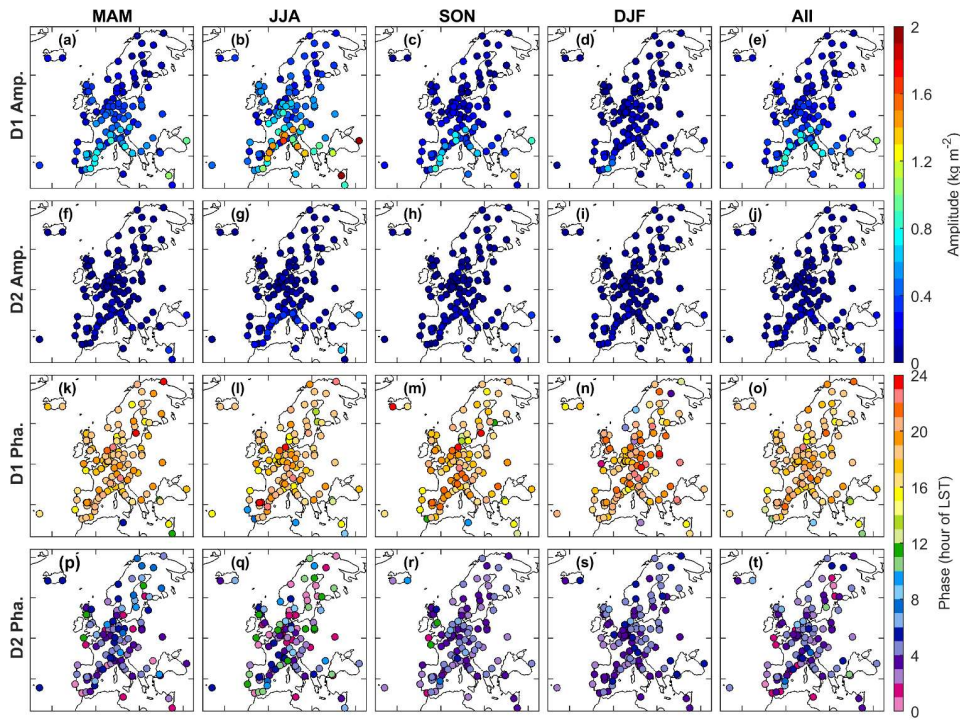 MAM JJA SON DJF All
D1 Amp. (a) (b) (c) (d) (e)
D2 Amp. (f) (g) (h) (i) (j)
D1 Pha. (k) (l) (m) (n) (o)
D2 Pha. (p) (q) (r) (s) (t)
2
1.6
1.2
0.8
0.4
0
Amplitude (kg m⁻²)
24
20
16
12
8
4
0
Phase (hour of LST)